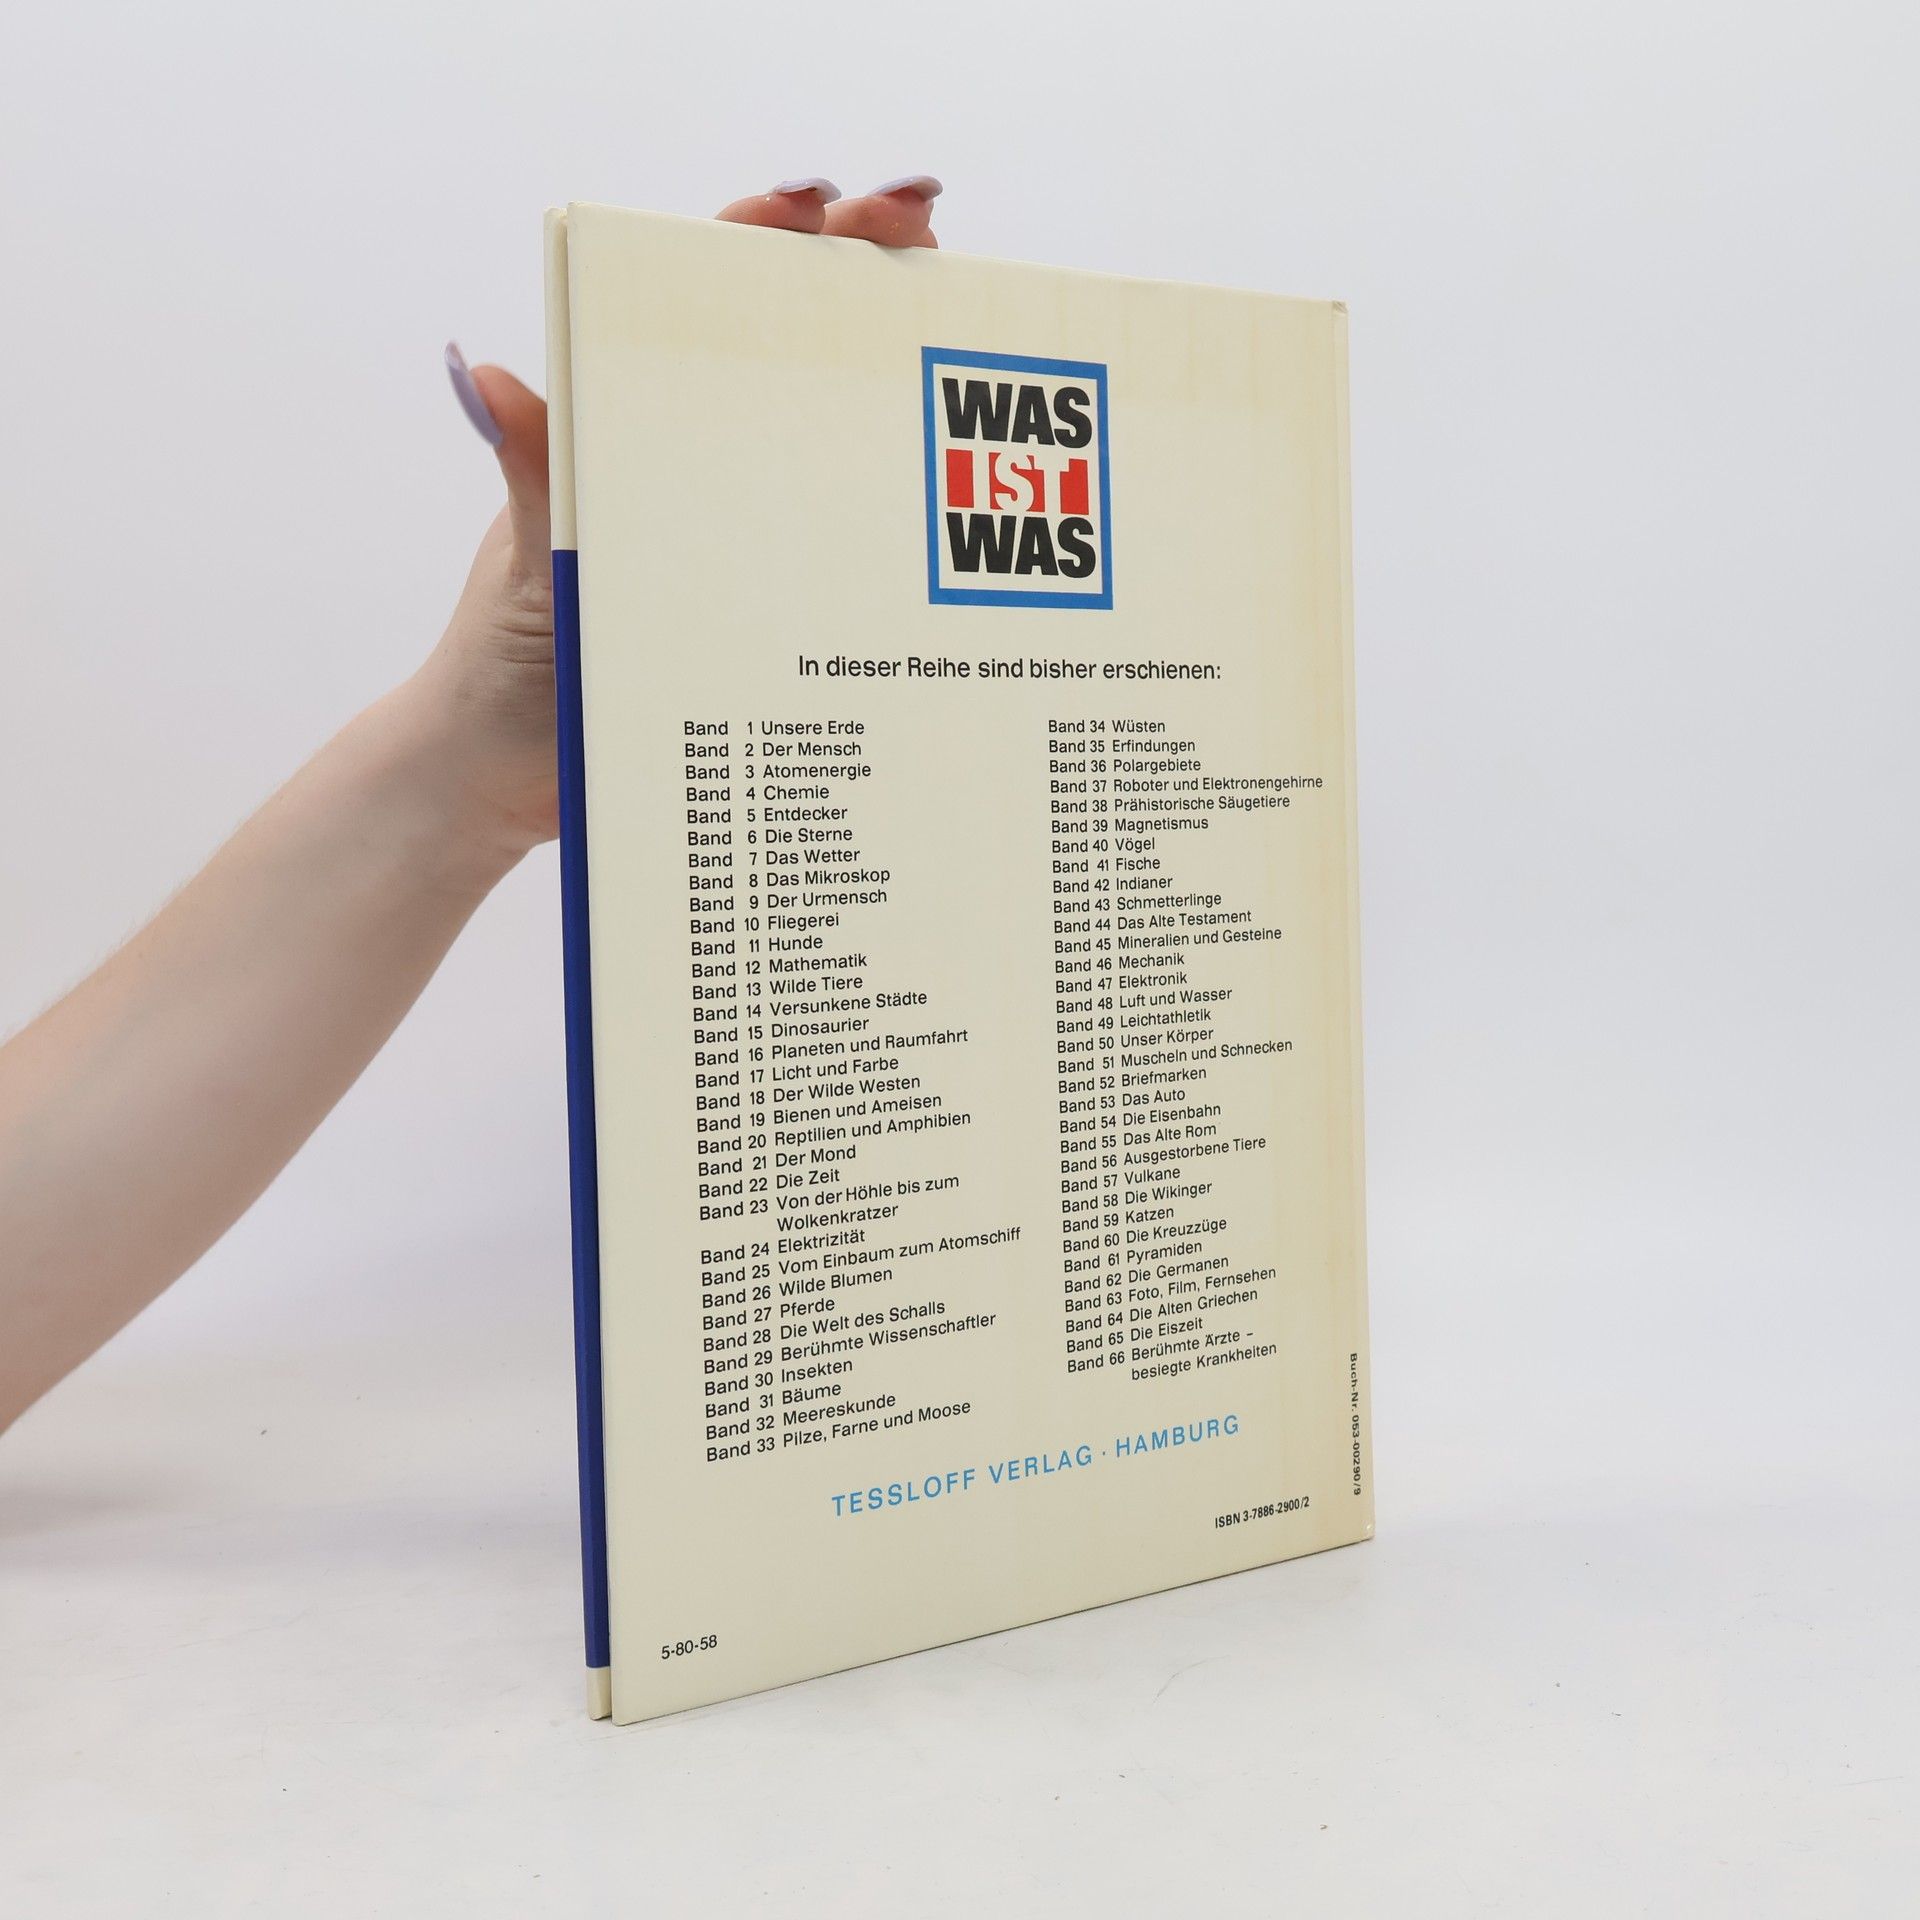 WAS
IST
WAS
In dieser Reihe sind bisher erschienen:
Band 1 Unsere Erde
Band 2 Der Mensch
Band 3 Atomenergie
Band 4 Chemie
Band 5 Entdecker
Band 6 Die Sterne
Band 7 Das Wetter
Band 8 Das Mikroskop
Band 9 Der Urmensch
Band 10 Fliegerei
Band 11 Hunde
Band 12 Mathematik
Band 13 Wilde Tiere
Band 14 Versunkene Städte
Band 15 Dinosaurier
Band 16 Planeten und Raumfahrt
Band 17 Licht und Farbe
Band 18 Der Wilde Westen
Band 19 Bienen und Ameisen
Band 20 Reptilien und Amphibien
Band 21 Der Mond
Band 22 Die Zeit
Band 23 Von der Höhle bis zum
Wolkenkratzer
Band 24 Elektrizität
Band 25 Vom Einbaum zum Atomschiff
Band 26 Wilde Blumen
Band 27 Pferde
Band 28 Die Welt des Schalls
Band 29 Berühmte Wissenschaftler
Band 30 Insekten
Band 31 Bäume
Band 32 Meereskunde
Band 33 Pilze, Farne und Moose
Band 34 Wüsten
Band 35 Erfindungen
Band 36 Polargebiete
Band 37 Roboter und Elektronengehirne
Band 38 Prähistorische Säugetiere
Band 39 Magnetismus
Band 40 Vögel
Band 41 Fische
Band 42 Indianer
Band 43 Schmetterlinge
Band 44 Das Alte Testament
Band 45 Mineralien und Gesteine
Band 46 Mechanik
Band 47 Elektronik
Band 48 Luft und Wasser
Band 49 Leichtathletik
Band 50 Unser Körper
Band 51 Muscheln und Schnecken
Band 52 Briefmarken
Band 53 Das Auto
Band 54 Die Eisenbahn
Band 55 Das Alte Rom
Band 56 Ausgestorbene Tiere
Band 57 Vulkane
Band 58 Die Wikinger
Band 59 Katzen
Band 60 Die Kreuzzüge
Band 61 Pyramiden
Band 62 Die Germanen
Band 63 Foto, Film, Fernsehen
Band 64 Die Alten Griechen
Band 65 Die Eiszeit
Band 66 Berühmte Ärzte –
besiegte Krankheiten
TESSLOFF VERLAG · HAMBURG
ISBN 3-7886-2900/2
Buch-Nr. 053-00290/9
5-80-58